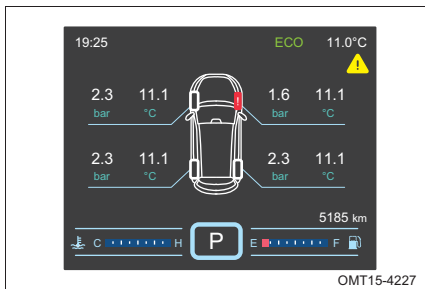 19:25 ECO 11.0°C
2.3 11.1 1.6 11.1
bar °C bar °C
2.3 11.1 2.3 11.1
bar °C bar °C
5185 km
C H P E F
OMT15-4227